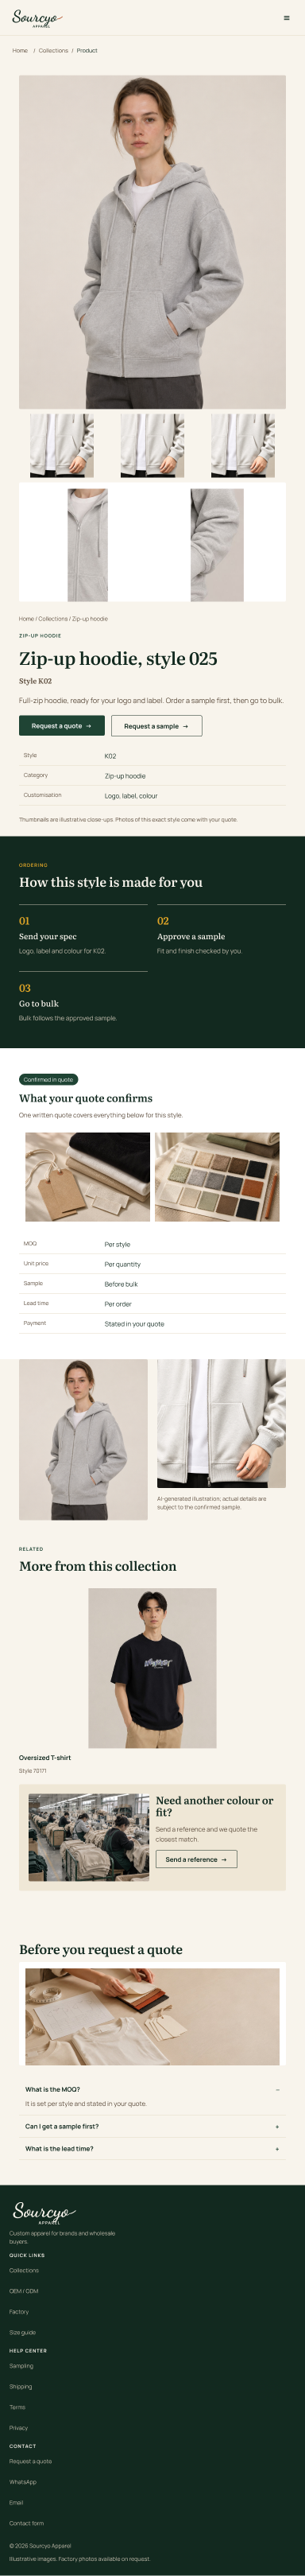 Sourcyo
APPAREL
Home / Collections / Product
Home / Collections / Zip-up hoodie
ZIP-UP HOODIE
Zip-up hoodie, style 025
Style K02
Full-zip hoodie, ready for your logo and label. Order a sample first, then go to bulk.
Request a quote →
Request a sample →
Style K02
Category Zip-up hoodie
Customisation Logo, label, colour
Thumbnails are illustrative close-ups. Photos of this exact style come with your quote.
ORDERING
How this style is made for you
01
Send your spec
Logo, label and colour for K02.
02
Approve a sample
Fit and finish checked by you.
03
Go to bulk
Bulk follows the approved sample.
Confirmed in quote
What your quote confirms
One written quote covers everything below for this style.
MOQ Per style
Unit price Per quantity
Sample Before bulk
Lead time Per order
Payment Stated in your quote
AI-generated illustration; actual details are
subject to the confirmed sample.
RELATED
More from this collection
Oversized T-shirt
Style TS171
Need another colour or
fit?
Send a reference and we quote the
closest match.
Send a reference →
Before you request a quote
What is the MOQ? –
It is set per style and stated in your quote.
Can I get a sample first? +
What is the lead time? +
Sourcyo
APPAREL
Custom apparel for brands and wholesale
buyers.
QUICK LINKS
Collections
OEM / ODM
Factory
Size guide
HELP CENTER
Sampling
Shipping
Terms
Privacy
CONTACT
Request a quote
WhatsApp
Email
Contact form
© 2026 Sourcyo Apparel
Illustrative images. Factory photos available on request.